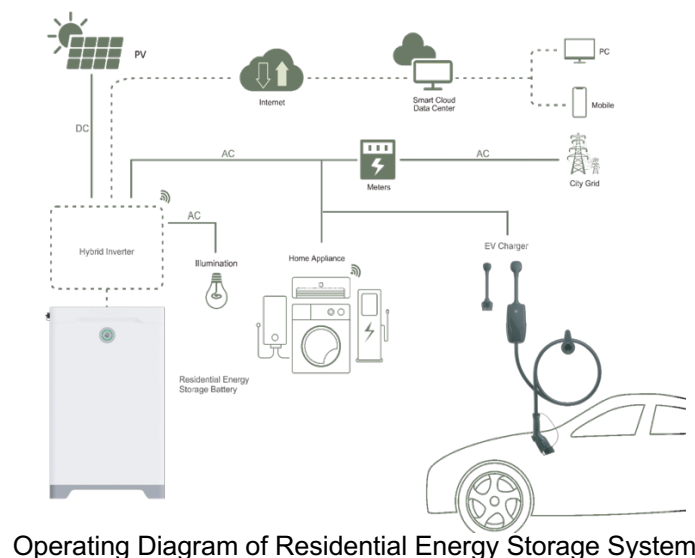 PV
PC
Internet
Smart Cloud
Data Center
Mobile
DC
AC
AC
Meters
City Grid
AC
Hybrid Inverter
Illumination
Home Appliance
EV Charger
Residential Energy
Storage Battery
Operating Diagram of Residential Energy Storage System